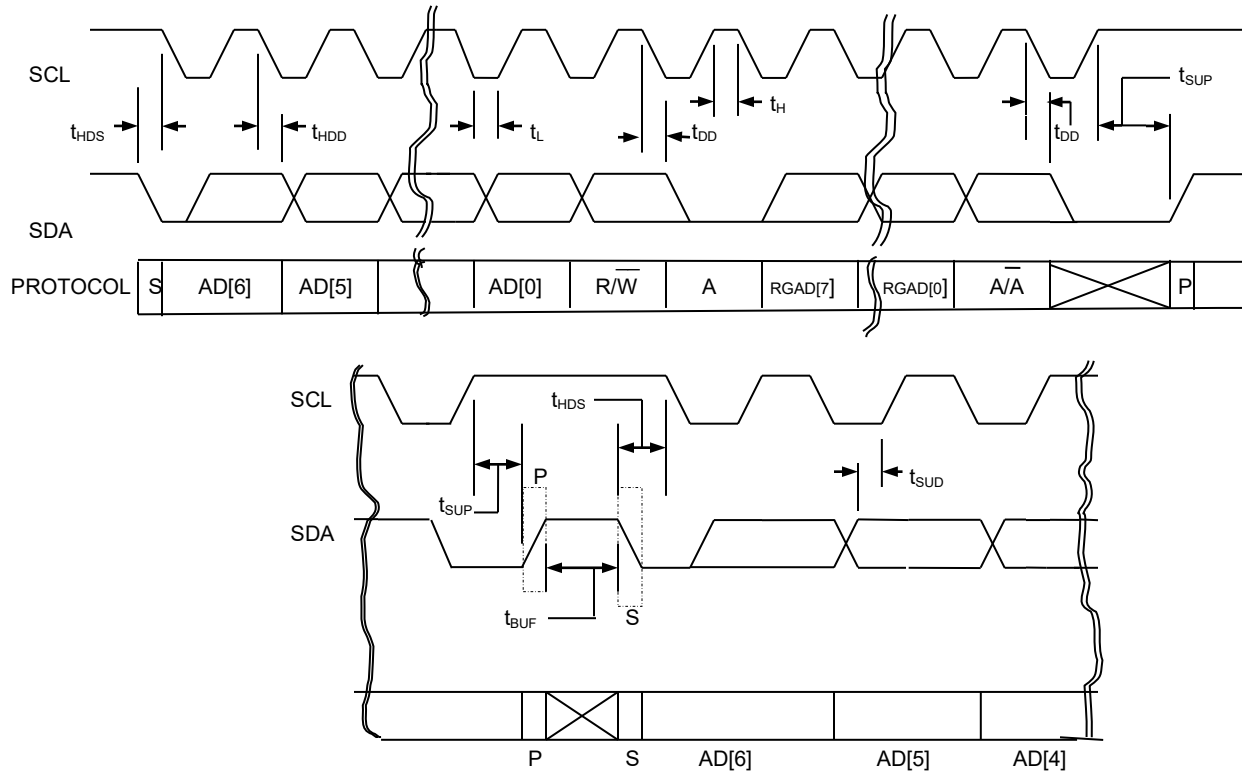 SCL
tSUP
tHDS
tHDD
tL
tDD
tH
tDD
SDA
PROTOCOL S AD[6] AD[5] AD[0] R/W̅ A RGAD[7] RGAD[0] A/A̅ P
SCL
tHDS
P
tSUP
tSUD
SDA
tBUF
S
P S AD[6] AD[5] AD[4]